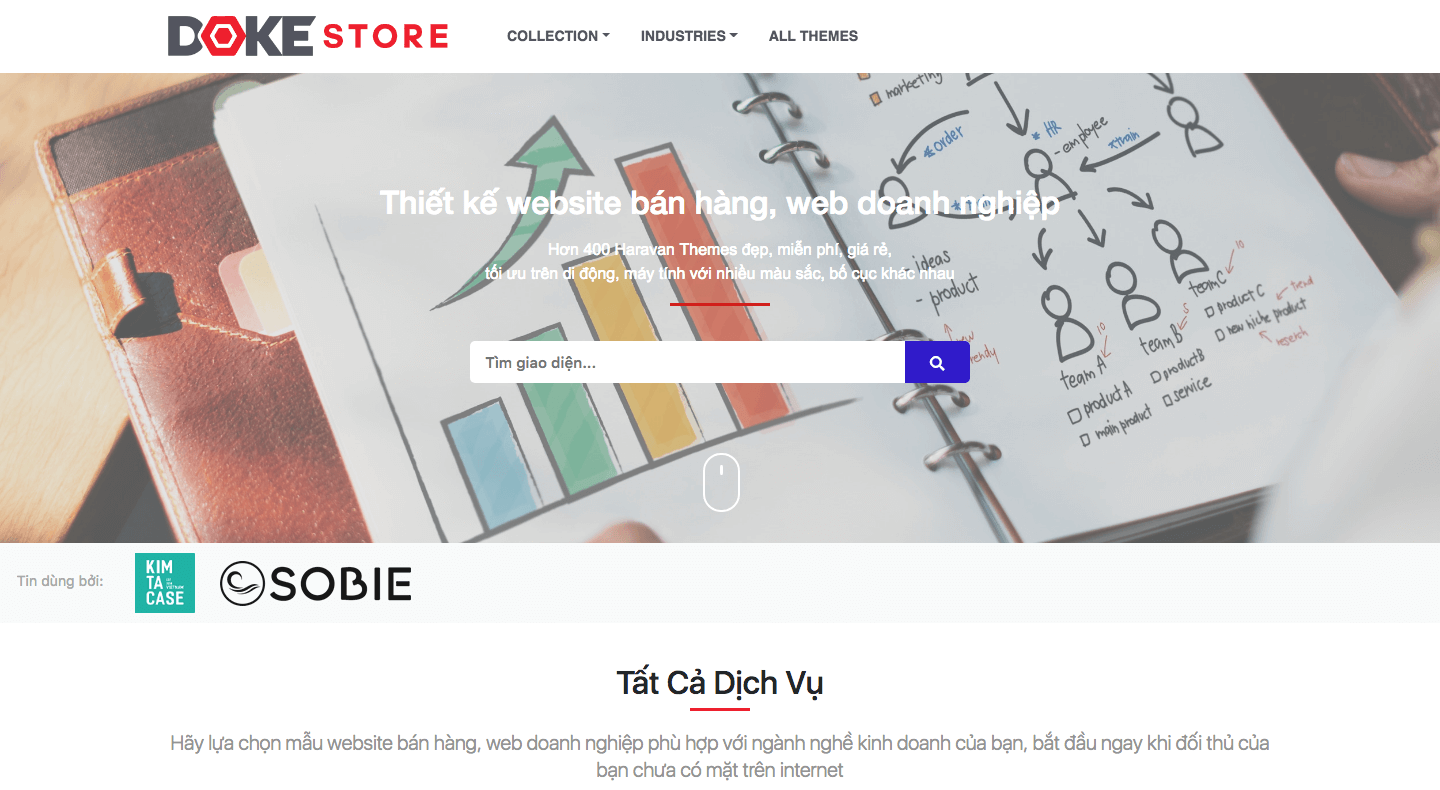 DOKE STORE
COLLECTION
INDUSTRIES
ALL THEMES
marketing
*order
* HR
- employee
*train
Thiết kế website bán hàng, web doanh nghiệp
Hơn 400 Haravan Themes đẹp, miễn phí, giá rẻ,
tối ưu trên di động, máy tính với nhiều màu sắc, bố cục khác nhau
ideas
- product
10
team C
trend
product C
new niche product
research
5
team B
10
team A
product B
service
product A
main product
Tìm giao diện...
Tin dùng bởi:
KIM
TA
CASE
SOBIE
Tất Cả Dịch Vụ
Hãy lựa chọn mẫu website bán hàng, web doanh nghiệp phù hợp với ngành nghề kinh doanh của bạn, bắt đầu ngay khi đối thủ của
bạn chưa có mặt trên internet